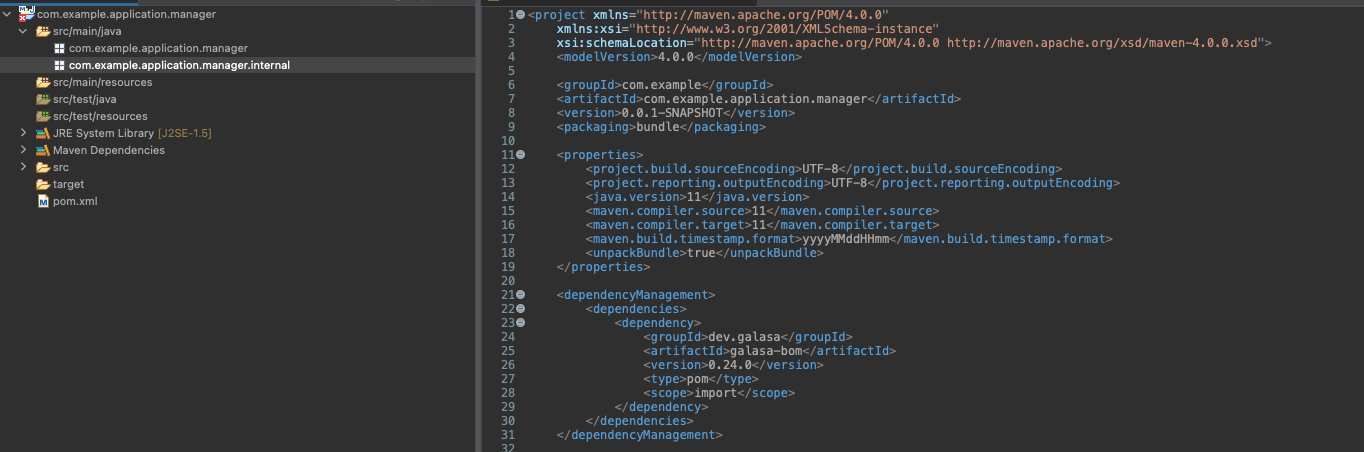 com.example.application.manager
src/main/java
com.example.application.manager
com.example.application.manager.internal
src/main/resources
src/test/java
src/test/resources
JRE System Library [J2SE-1.5]
Maven Dependencies
src
target
pom.xml
1 <project xmlns="http://maven.apache.org/POM/4.0.0"
2 xmlns:xsi="http://www.w3.org/2001/XMLSchema-instance"
3 xsi:schemaLocation="http://maven.apache.org/POM/4.0.0 http://maven.apache.org/xsd/maven-4.0.0.xsd">
4 <modelVersion>4.0.0</modelVersion>
5
6 <groupId>com.example</groupId>
7 <artifactId>com.example.application.manager</artifactId>
8 <version>0.0.1-SNAPSHOT</version>
9 <packaging>bundle</packaging>
10
11 <properties>
12 <project.build.sourceEncoding>UTF-8</project.build.sourceEncoding>
13 <project.reporting.outputEncoding>UTF-8</project.reporting.outputEncoding>
14 <java.version>11</java.version>
15 <maven.compiler.source>11</maven.compiler.source>
16 <maven.compiler.target>11</maven.compiler.target>
17 <maven.build.timestamp.format>yyyyMMddHHmm</maven.build.timestamp.format>
18 <unpackBundle>true</unpackBundle>
19 </properties>
20
21 <dependencyManagement>
22 <dependencies>
23 <dependency>
24 <groupId>dev.galasa</groupId>
25 <artifactId>galasa-bom</artifactId>
26 <version>0.24.0</version>
27 <type>pom</type>
28 <scope>import</scope>
29 </dependency>
30 </dependencies>
31 </dependencyManagement>
32